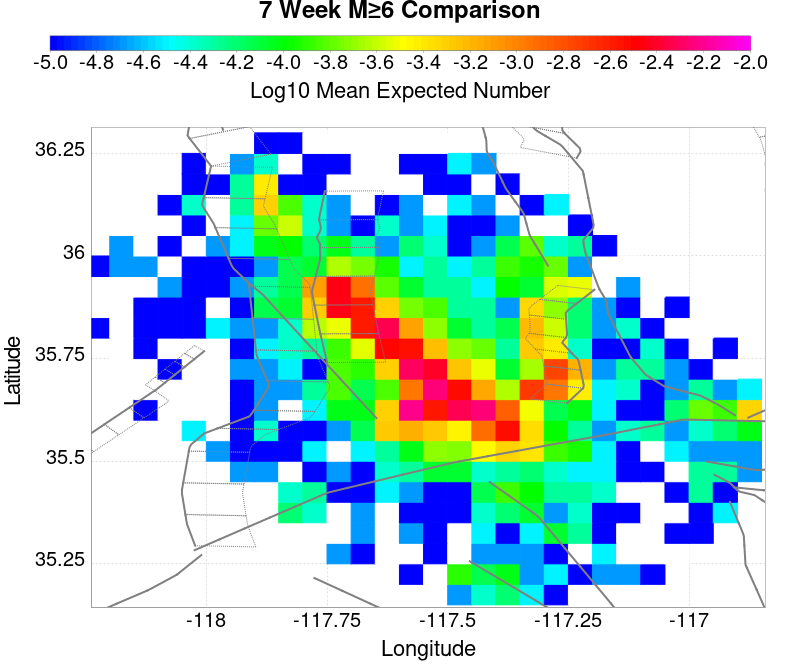 7 Week M≥6 Comparison
-5.0 -4.8 -4.6 -4.4 -4.2 -4.0 -3.8 -3.6 -3.4 -3.2 -3.0 -2.8 -2.6 -2.4 -2.2 -2.0
Log10 Mean Expected Number
36.25
36
35.75
35.5
35.25
Latitude
-118 -117.75 -117.5 -117.25 -117
Longitude